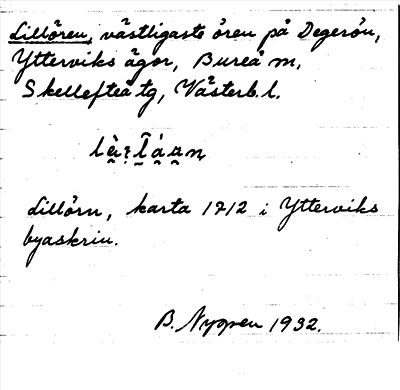 Lillören, västligaste ören på Degerön,
Ytterviks ägor, Bureå sn,
Skellefteå tg, Västerb. l.
Lillörn, karta 1712 i Ytterviks
byaskrin.
B. Nygren 1932.